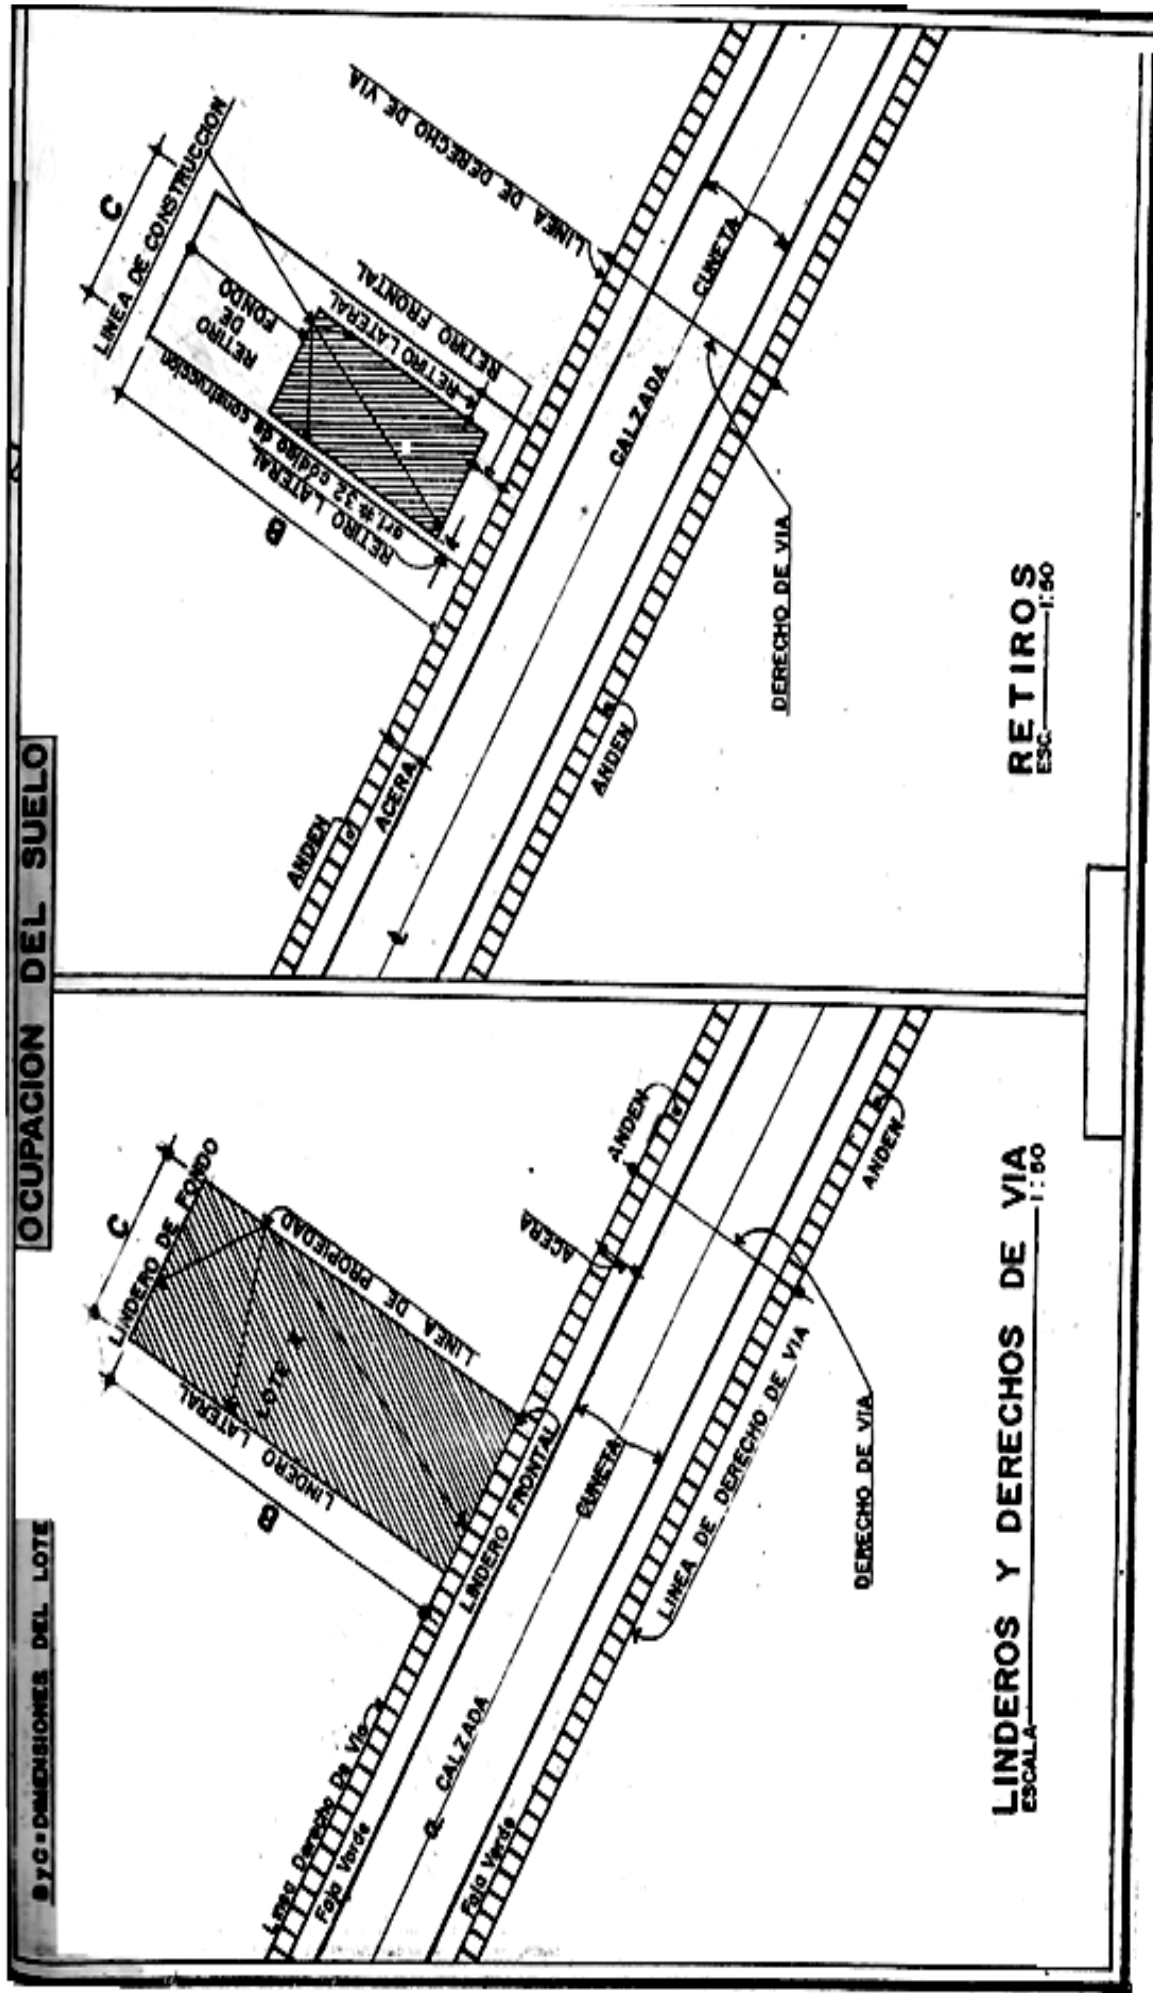 OCUPACION DEL SUELO
B y C = DIMENSIONES DEL LOTE
LINDERO DE FONDO
C
LINDERO LATERAL
B
LOTE
LINEA DE PROPIEDAD
LINDERO FRONTAL
ACERA
ANDEN
Linea Derecho De Via
Faja Verde
CALZADA
CUNETA
Faja Verde
LINEA DE DERECHO DE VIA
DERECHO DE VIA
ANDEN
LINDEROS Y DERECHOS DE VIA
ESCALA 1:50
C
LINEA DE CONSTRUCCION
RETIRO
DE
FONDO
B
RETIRO LATERAL
art. # 32 código de construcción
RETIRO LATERAL
RETIRO FRONTAL
LINEA DE DERECHO DE VIA
ANDEN
ACERA
CALZADA
CUNETA
ANDEN
DERECHO DE VIA
RETIROS
ESC. 1:50